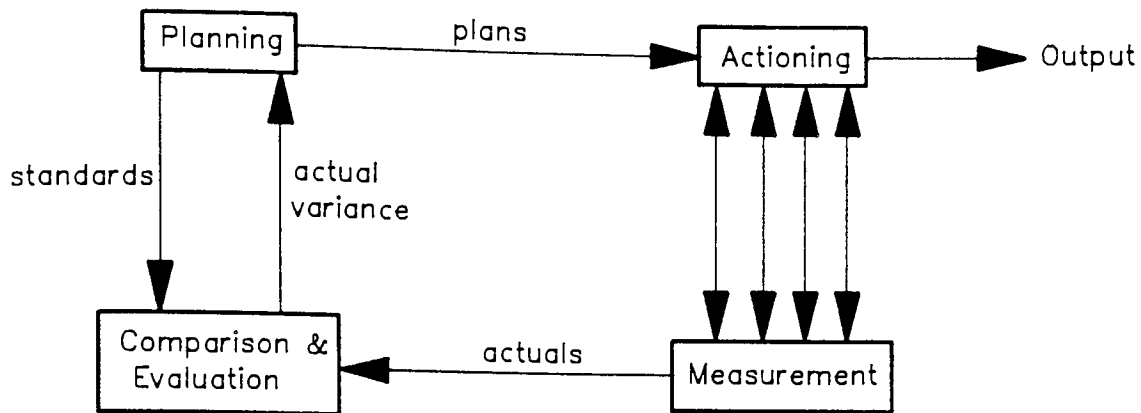 Planning
plans
Actioning
Output
standards
actual
variance
Comparison &
Evaluation
actuals
Measurement